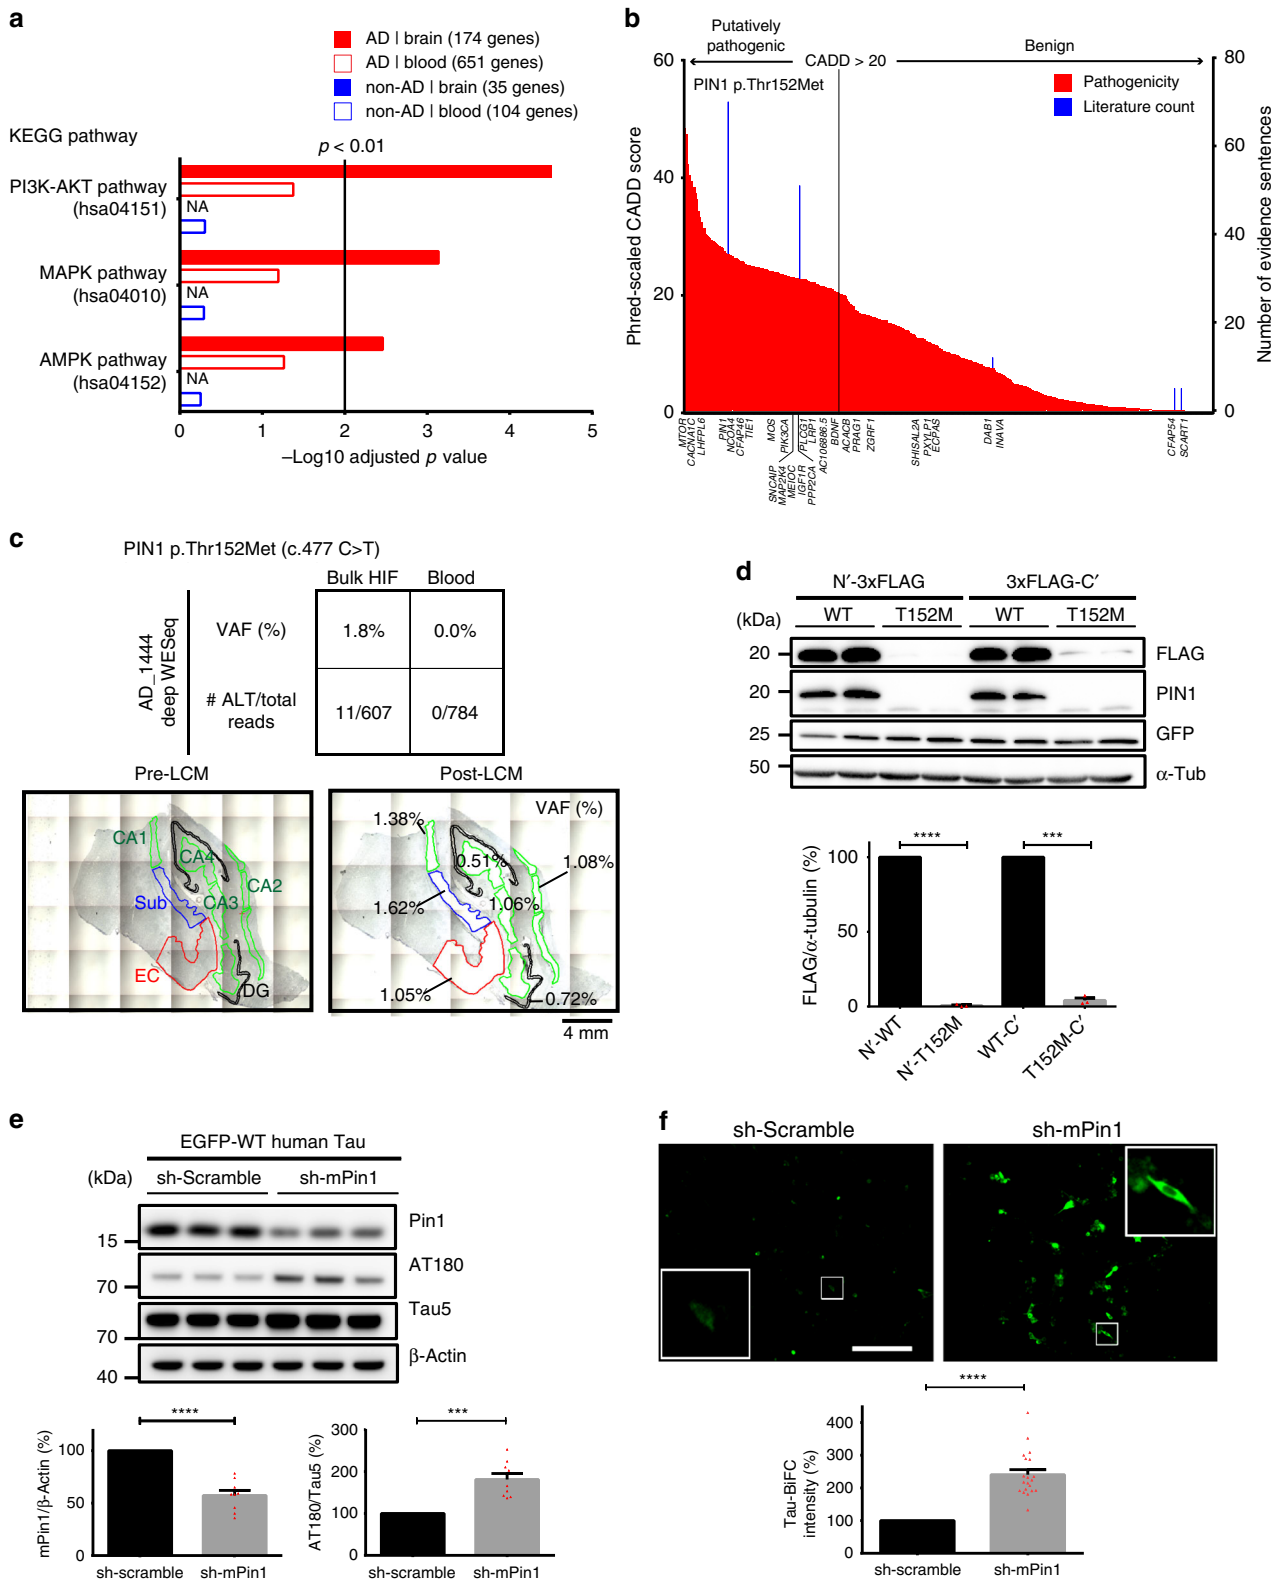 a
AD | brain (174 genes)
AD | blood (651 genes)
non-AD | brain (35 genes)
non-AD | blood (104 genes)
KEGG pathway
p < 0.01
PI3K-AKT pathway
(hsa04151)
NA
MAPK pathway
(hsa04010)
NA
AMPK pathway
(hsa04152)
NA
0 1 2 3 4 5
–Log10 adjusted p value
b
Putatively
pathogenic
Benign
CADD > 20
PIN1 p.Thr152Met
Pathogenicity
Literature count
Phred-scaled CADD score
60
40
20
0
Number of evidence sentences
80
60
40
20
0
MTOR
CACNA1C
LHFPL6
PIN1
NCOA4
CFAP46
TIE1
MOS
PIK3CA
PLCG1
LRP1
AC106886.5
BDNF
ACACB
PRAG1
ZGRF1
SHISAL2A
PXYLP1
ECPAS
DAB1
INAVA
CFAP54
SCART1
SNCAIP
MAP2K4
MEIOC
IGF1R
PPP2CA
c
PIN1 p.Thr152Met (c.477 C>T)
Bulk HIF Blood
AD_1444
deep WESeq
VAF (%) 1.8% 0.0%
# ALT/total
reads
11/607 0/784
Pre-LCM
CA1
CA4
CA2
Sub
CA3
EC
DG
Post-LCM
VAF (%)
1.38%
0.51%
1.08%
1.62%
1.06%
1.05%
0.72%
4 mm
d
N′-3xFLAG 3xFLAG-C′
(kDa) WT T152M WT T152M
20 FLAG
20 PIN1
25 GFP
50 α-Tub
**** ***
FLAG/α-tubulin (%)
100
50
0
N′-WT
N′-T152M
WT-C′
T152M-C′
e
EGFP-WT human Tau
(kDa) sh-Scramble sh-mPin1
Pin1
15
AT180
70
Tau5
70
β-Actin
40
****
mPin1/β-Actin (%)
100
50
0
sh-scramble sh-mPin1
***
AT180/Tau5 (%)
300
200
100
0
sh-scramble sh-mPin1
f
sh-Scramble sh-mPin1
****
Tau-BiFC
intensity (%)
400
300
200
100
0
sh-scramble sh-mPin1